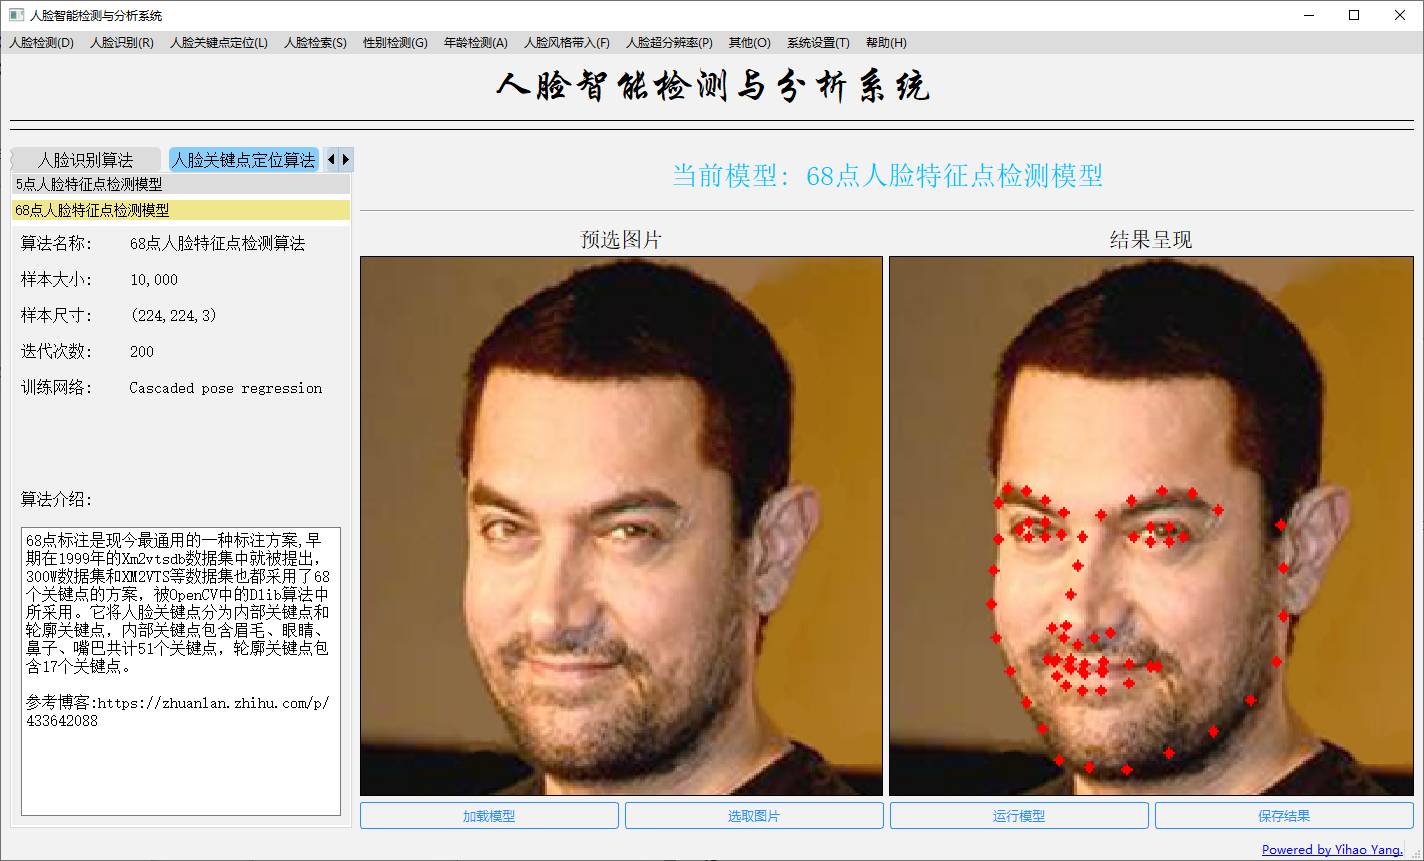 人脸智能检测与分析系统
人脸检测(D) 人脸识别(R) 人脸关键点定位(L) 人脸检索(S) 性别检测(G) 年龄检测(A) 人脸风格带入(F) 人脸超分辨率(P) 其他(O) 系统设置(T) 帮助(H)
人脸智能检测与分析系统
人脸识别算法 人脸关键点定位算法
5点人脸特征点检测模型
68点人脸特征点检测模型
算法名称: 68点人脸特征点检测算法
样本大小: 10,000
样本尺寸: (224,224,3)
迭代次数: 200
训练网络: Cascaded pose regression
算法介绍:
68点标注是现今最通用的一种标注方案,早
期在1999年的Xm2vtsdb数据集中就被提出，
300W数据集和XM2VTS等数据集也都采用了68
个关键点的方案，被OpenCV中的Dlib算法中
所采用。它将人脸关键点分为内部关键点和
轮廓关键点，内部关键点包含眉毛、眼睛、
鼻子、嘴巴共计51个关键点，轮廓关键点包
含17个关键点。
参考博客:https://zhuanlan.zhihu.com/p/
433642088
当前模型: 68点人脸特征点检测模型
预选图片 结果呈现
加载模型 选取图片 运行模型 保存结果
Powered by Yihao Yang.